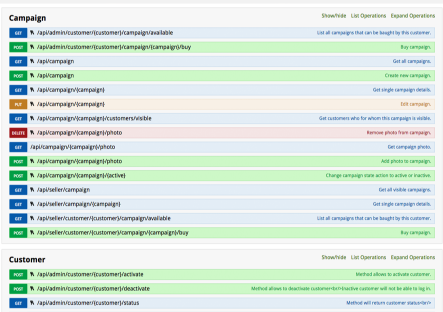 Campaign Show/hide List Operations Expand Operations
GET /api/admin/customer/{customer}/campaign/available List all campaigns that can be baught by this customer.
POST /api/admin/customer/{customer}/campaign/{campaign}/buy Buy campaign.
GET /api/campaign Get all campaigns.
POST /api/campaign Create new campaign.
GET /api/campaign/{campaign} Get single campaign details.
PUT /api/campaign/{campaign} Edit campaign.
GET /api/campaign/{campaign}/customers/visible Get customers who for whom this campaign is visible.
DELETE /api/campaign/{campaign}/photo Remove photo from campaign.
GET /api/campaign/{campaign}/photo Get campaign photo.
POST /api/campaign/{campaign}/photo Add photo to campaign.
POST /api/campaign/{campaign}/{active} Change campaign state action to active or inactive.
GET /api/seller/campaign Get all visible campaigns.
GET /api/seller/campaign/{campaign} Get single campaign details.
GET /api/seller/customer/{customer}/campaign/available List all campaigns that can be baught by this customer.
POST /api/seller/customer/{customer}/campaign/{campaign}/buy Buy campaign.
Customer Show/hide List Operations Expand Operations
POST /api/admin/customer/{customer}/activate Method allows to activate customer.
POST /api/admin/customer/{customer}/deactivate Method allows to deactivate customer<br/>Inactive customer will not be able to log in.
GET /api/admin/customer/{customer}/status Method will return customer status<br/>